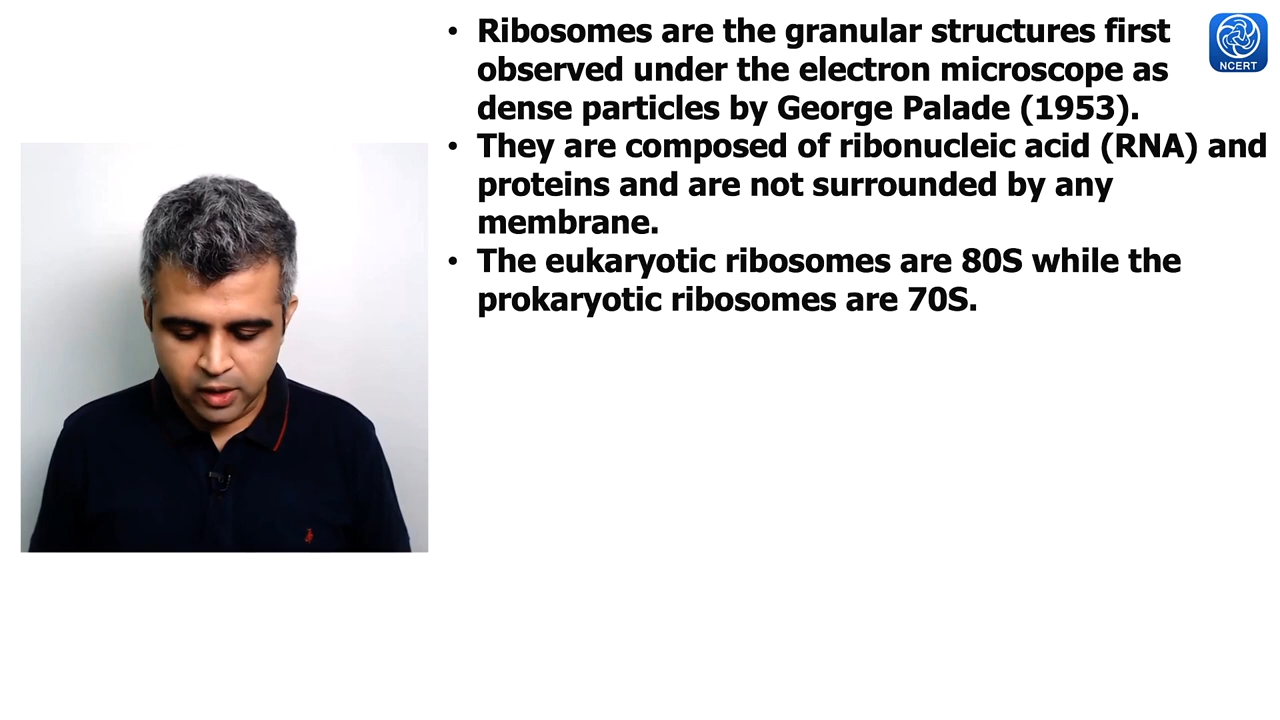 • Ribosomes are the granular structures first
observed under the electron microscope as
dense particles by George Palade (1953).
• They are composed of ribonucleic acid (RNA) and
proteins and are not surrounded by any
membrane.
• The eukaryotic ribosomes are 80S while the
prokaryotic ribosomes are 70S.
NCERT